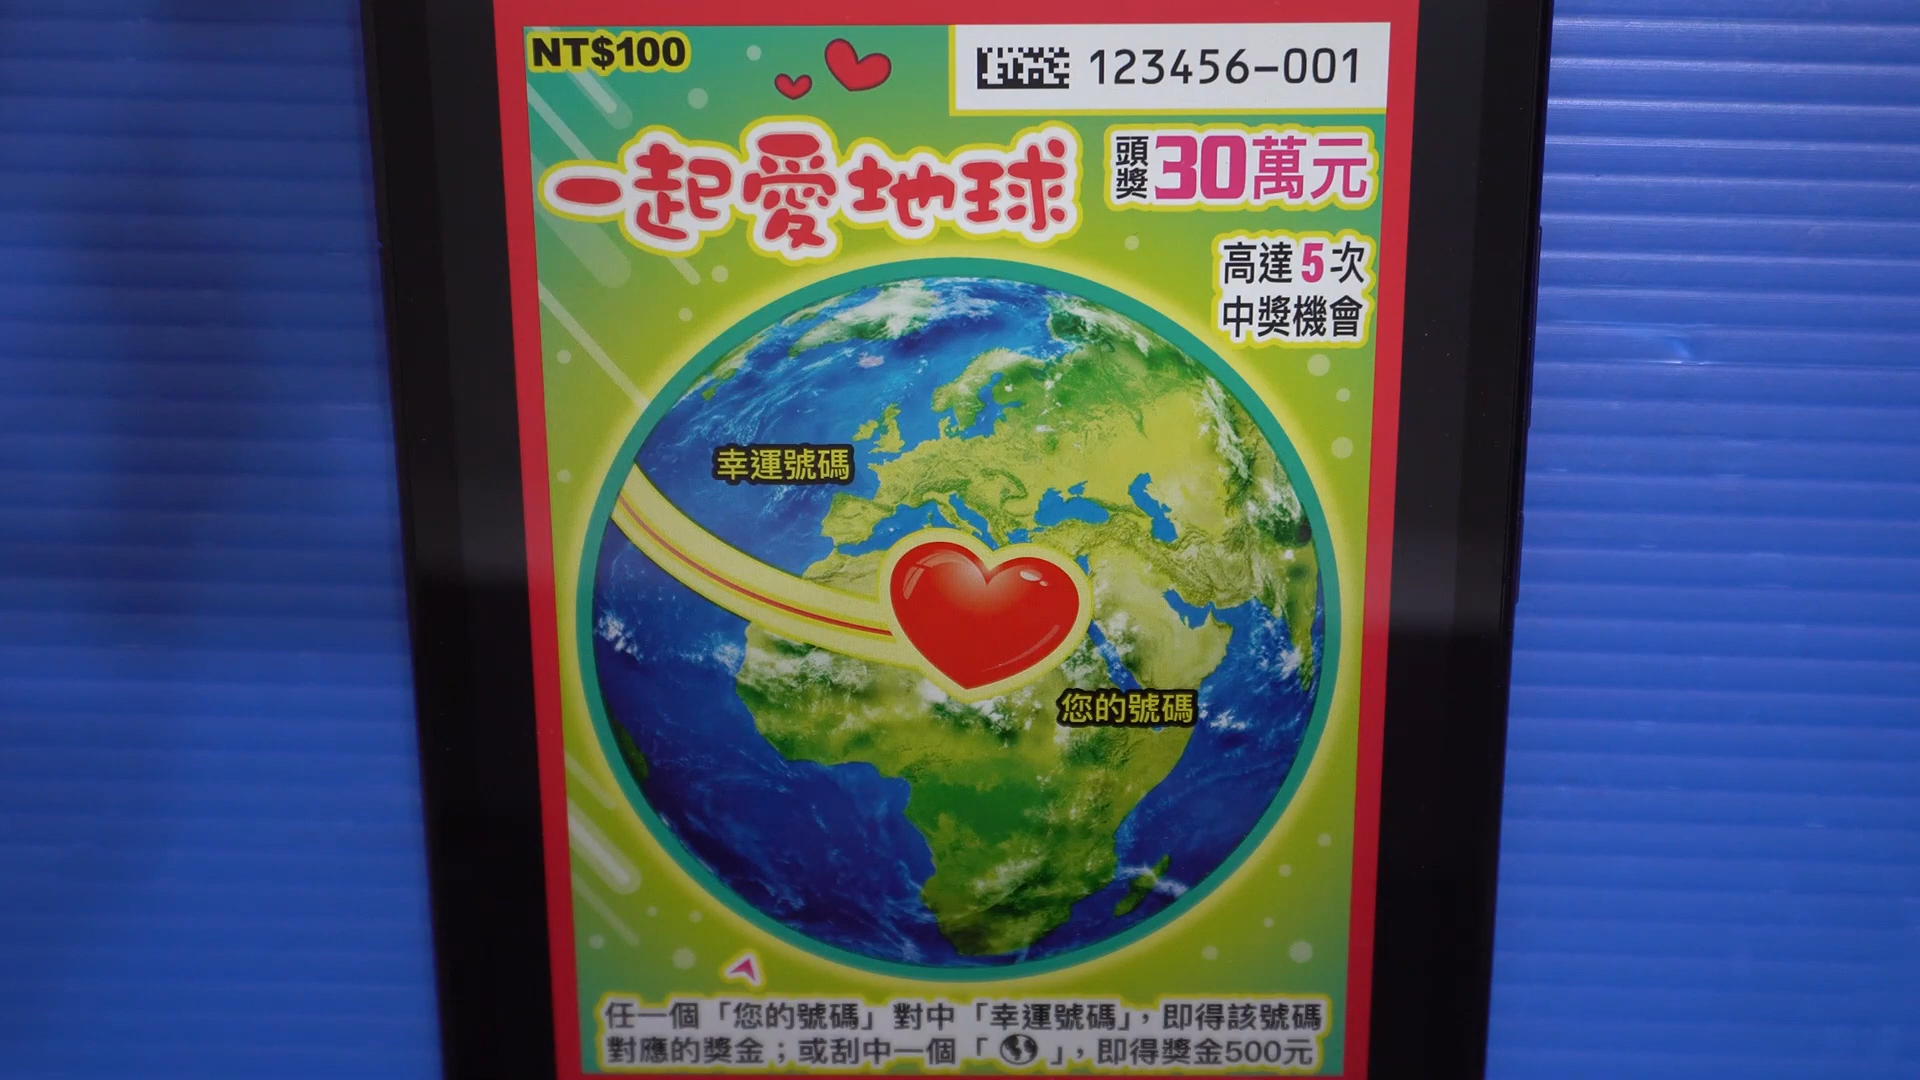 NT$100
123456-001
一起愛地球
頭獎30萬元
高達5次
中獎機會
幸運號碼
您的號碼
任一個「您的號碼」對中「幸運號碼」,即得該號碼
對應的獎金;或刮中一個「」,即得獎金500元